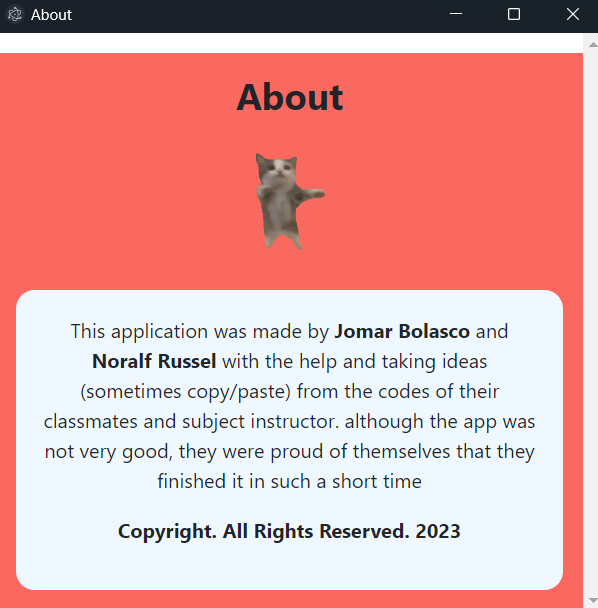 About
About
This application was made by Jomar Bolasco and
Noralf Russel with the help and taking ideas
(sometimes copy/paste) from the codes of their
classmates and subject instructor. although the app was
not very good, they were proud of themselves that they
finished it in such a short time
Copyright. All Rights Reserved. 2023